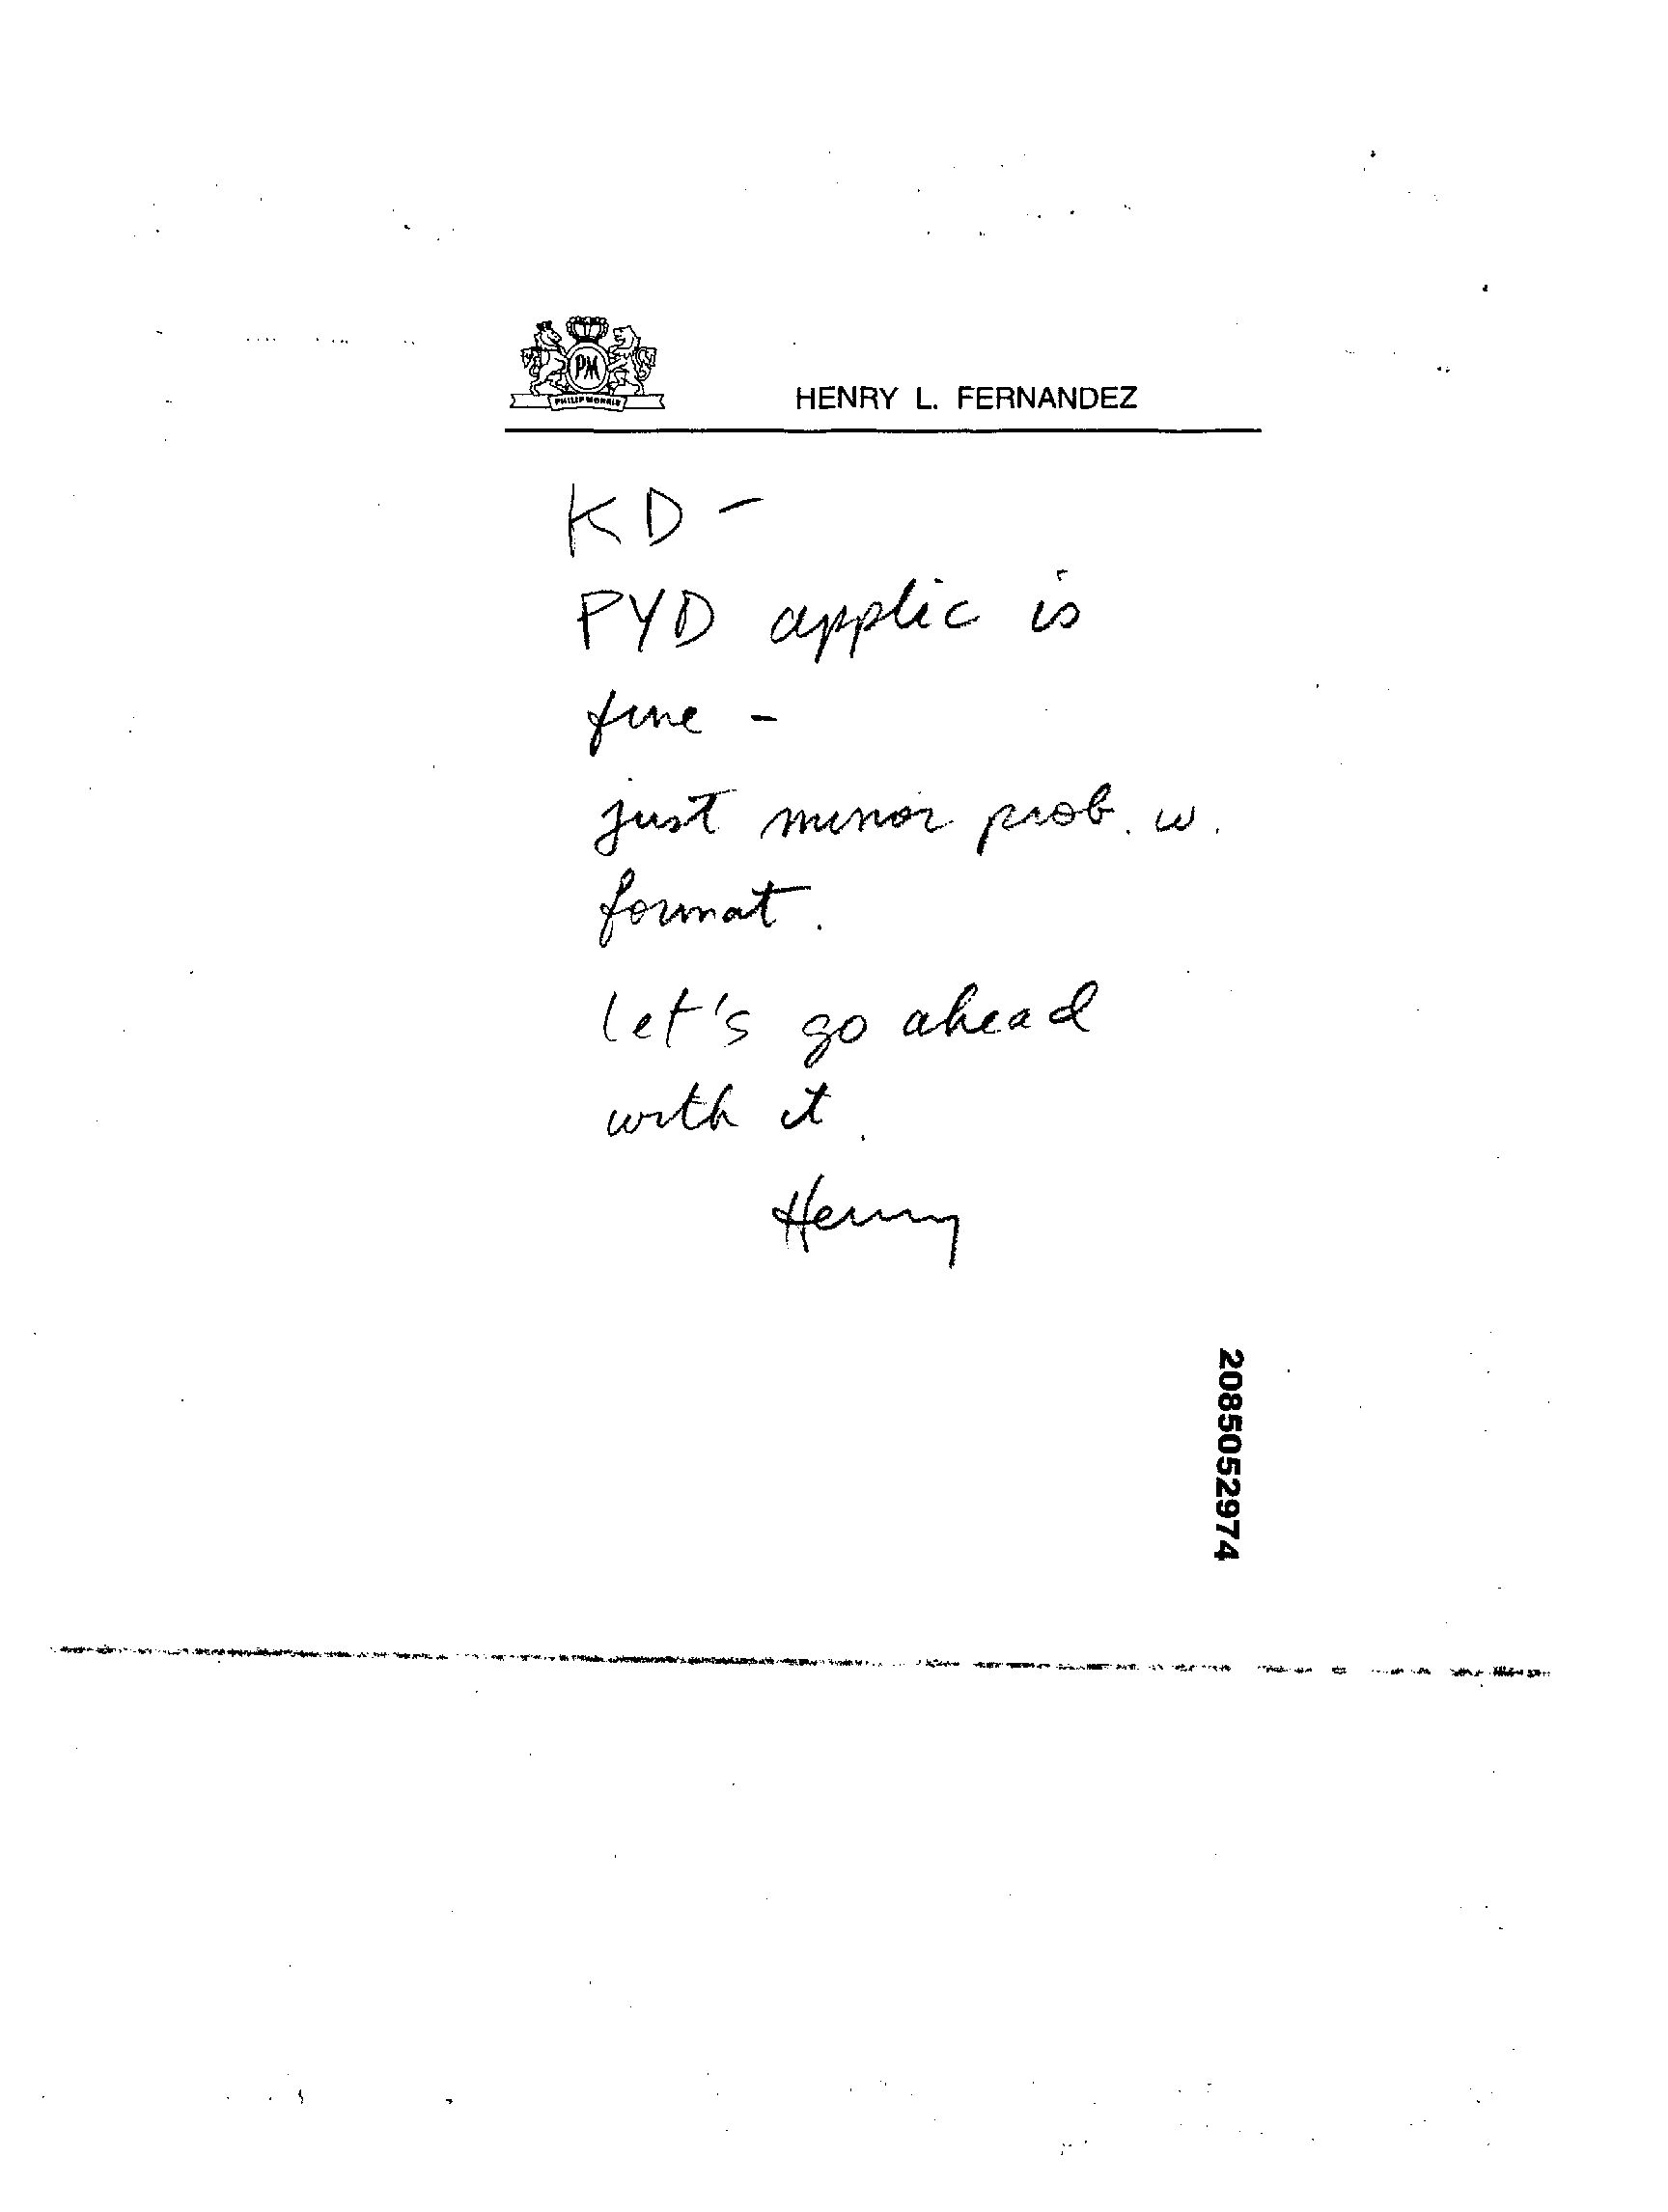 PM
PHILIP MORRIS
HENRY L. FERNANDEZ
KD -
PYD applic is
fine -
just minor prob. w.
format.
let's go ahead
with it.
Henry
2085052974